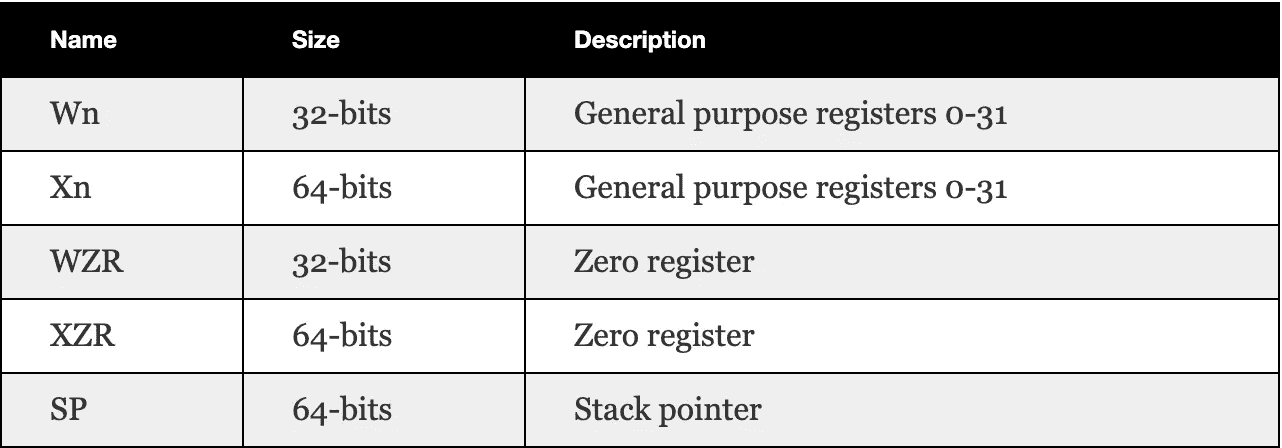 Name Size Description
Wn 32-bits General purpose registers 0-31
Xn 64-bits General purpose registers 0-31
WZR 32-bits Zero register
XZR 64-bits Zero register
SP 64-bits Stack pointer